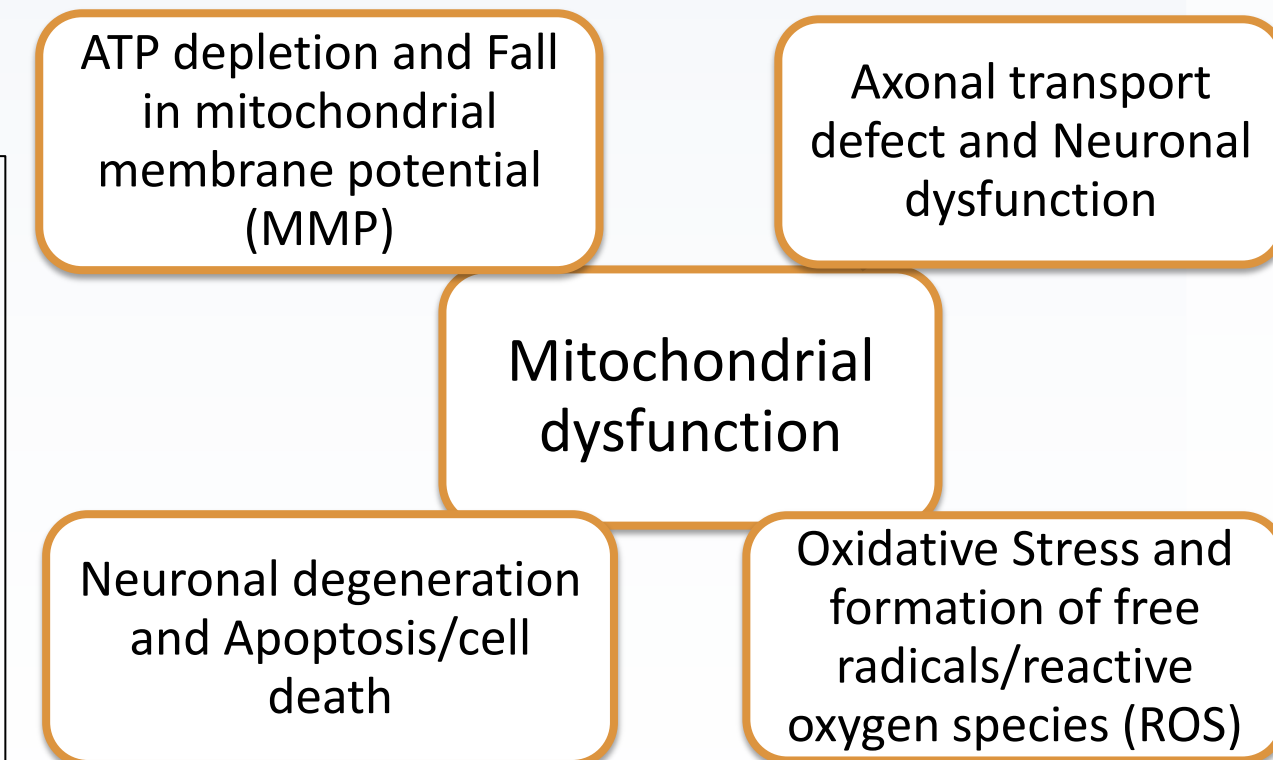 ATP depletion and Fall
in mitochondrial
membrane potential
(MMP)
Axonal transport
defect and Neuronal
dysfunction
Mitochondrial
dysfunction
Neuronal degeneration
and Apoptosis/cell
death
Oxidative Stress and
formation of free
radicals/reactive
oxygen species (ROS)